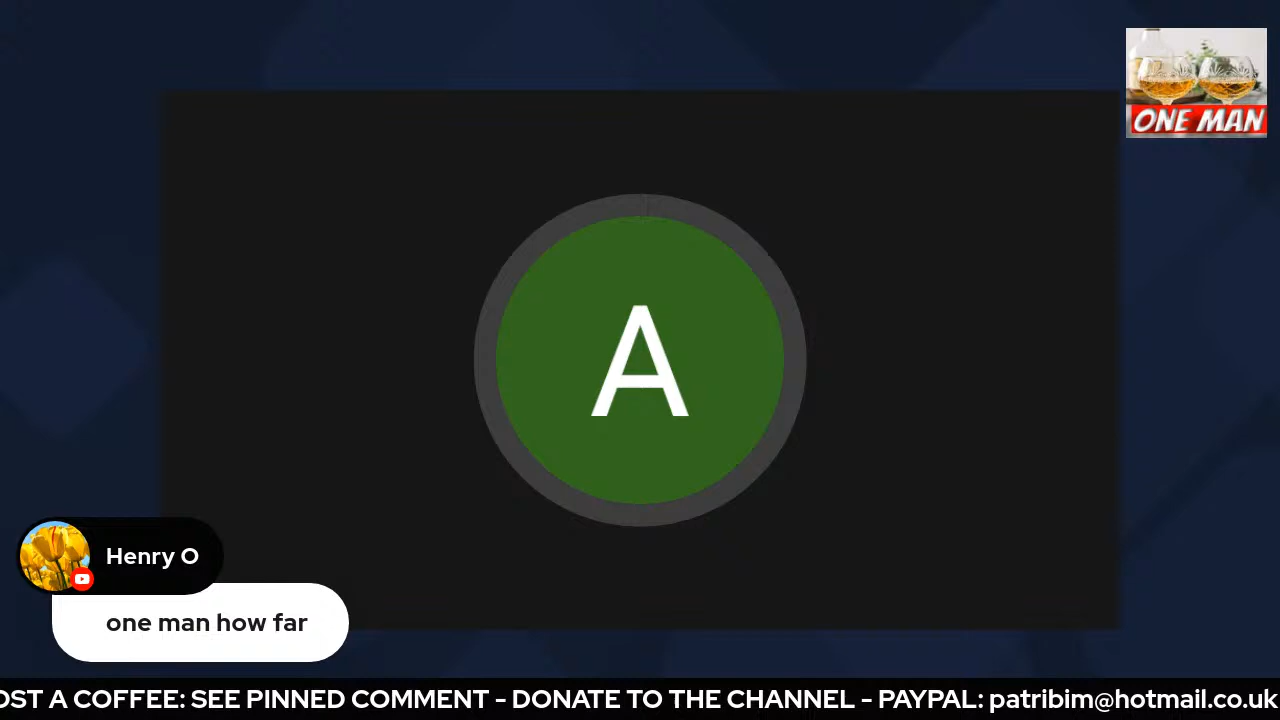 ONE MAN
A
Henry O
one man how far
OST A COFFEE: SEE PINNED COMMENT - DONATE TO THE CHANNEL - PAYPAL: patribim@hotmail.co.uk